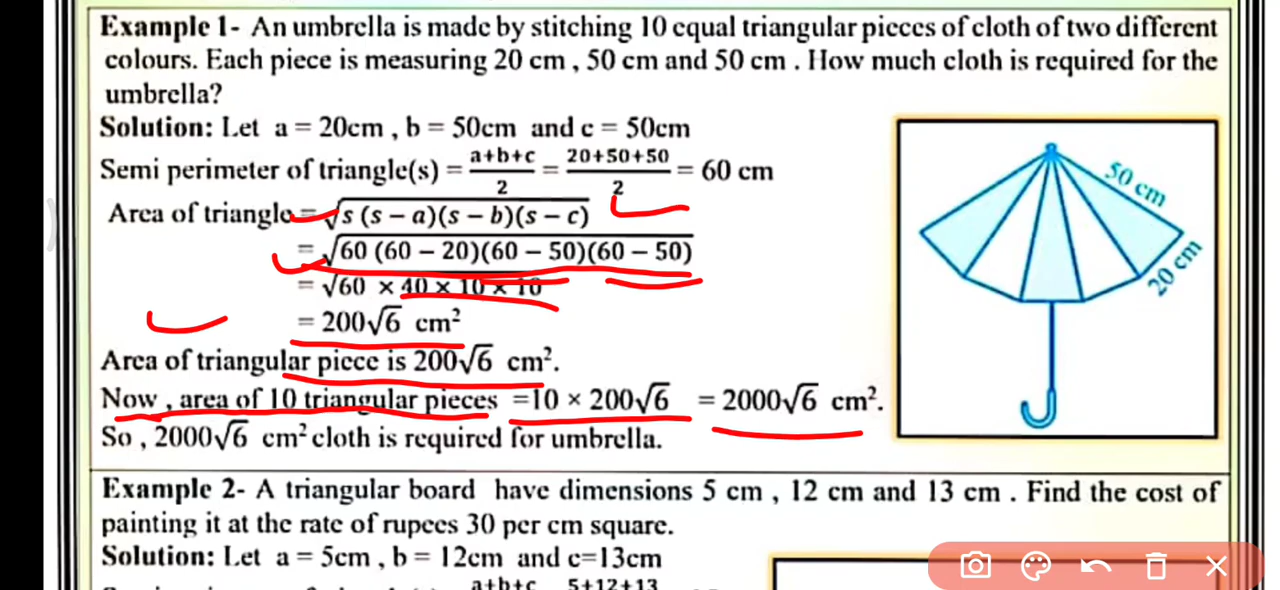 Example 1- An umbrella is made by stitching 10 equal triangular pieces of cloth of two different
colours. Each piece is measuring 20 cm , 50 cm and 50 cm . How much cloth is required for the
umbrella?
Solution: Let a = 20cm , b = 50cm and c = 50cm
Semi perimeter of triangle(s) = a+b+c/2 = 20+50+50/2 = 60 cm
Area of triangle = √s (s − a)(s − b)(s − c)
= √60 (60 − 20)(60 − 50)(60 − 50)
= √60 × 40 × 10 × 10
= 200√6 cm²
Area of triangular piece is 200√6 cm².
Now , area of 10 triangular pieces =10 × 200√6 = 2000√6 cm².
So , 2000√6 cm² cloth is required for umbrella.
50 cm
20 cm
Example 2- A triangular board have dimensions 5 cm , 12 cm and 13 cm . Find the cost of
painting it at the rate of rupees 30 per cm square.
Solution: Let a = 5cm , b = 12cm and c=13cm
a+b+c 5+12+13